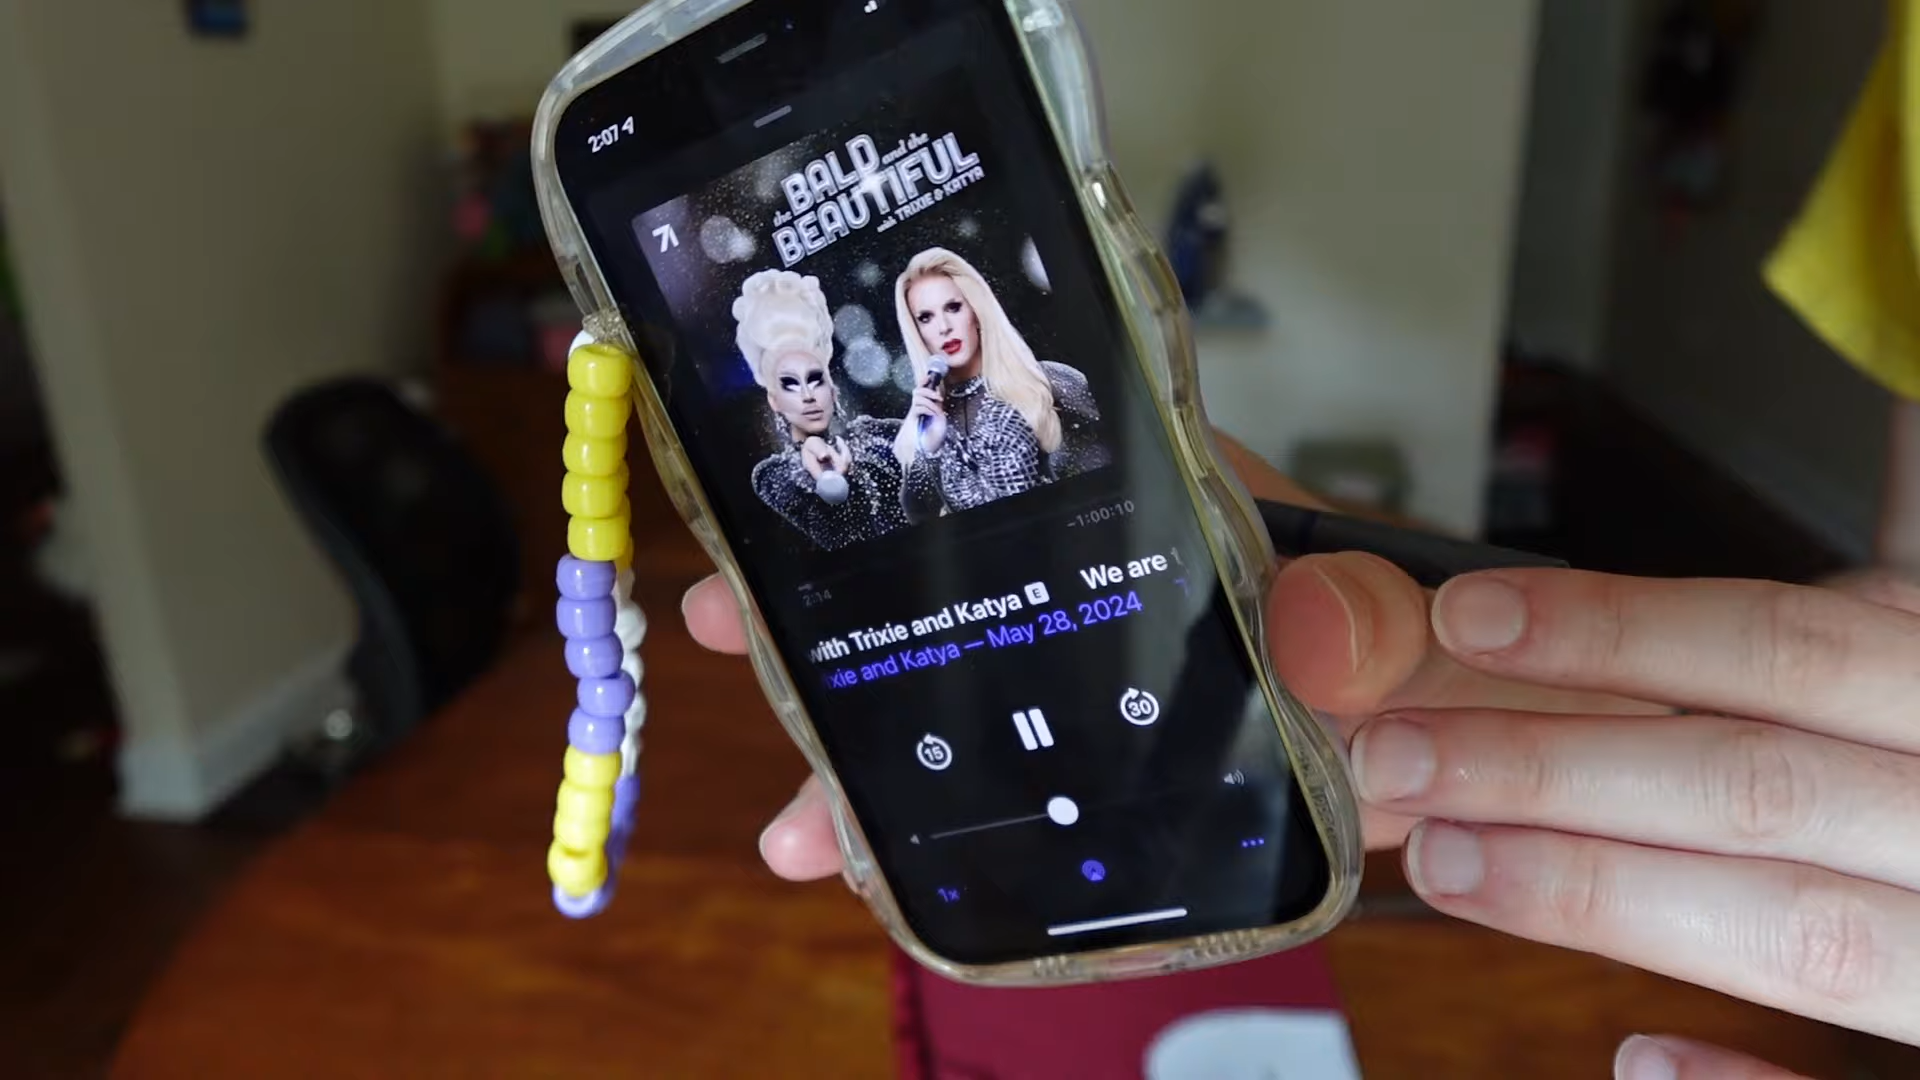 2:07
the BALD and the
BEAUTIFUL
with TRIXIE & KATYA
-1:00:10
2:14
with Trixie and Katya E We are
ixie and Katya — May 28, 2024
15
30
1x